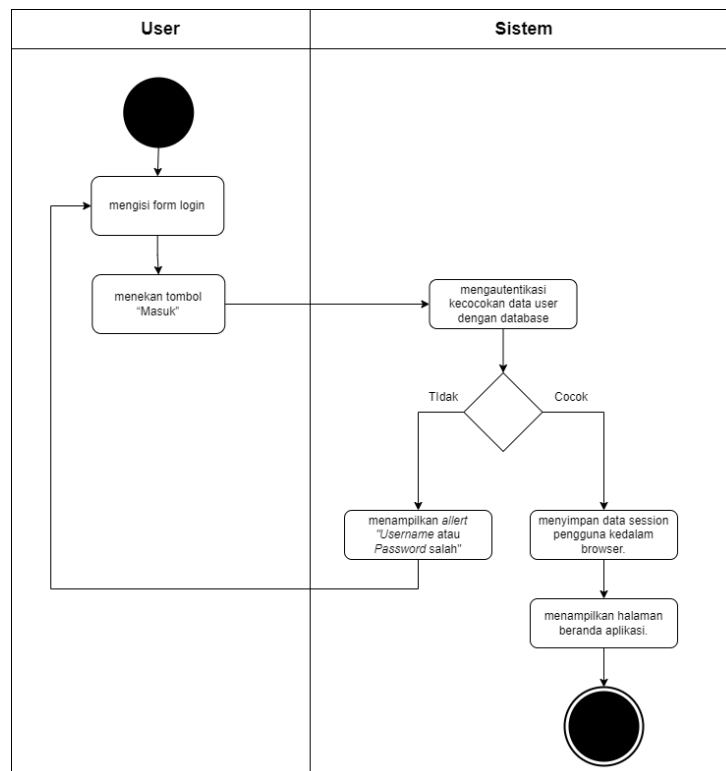 User
Sistem
mengisi form login
menekan tombol
“Masuk”
mengautentikasi
kecocokan data user
dengan database
TIdak
Cocok
menampilkan allert
"Username atau
Password salah"
menyimpan data session
pengguna kedalam
browser.
menampilkan halaman
beranda aplikasi.